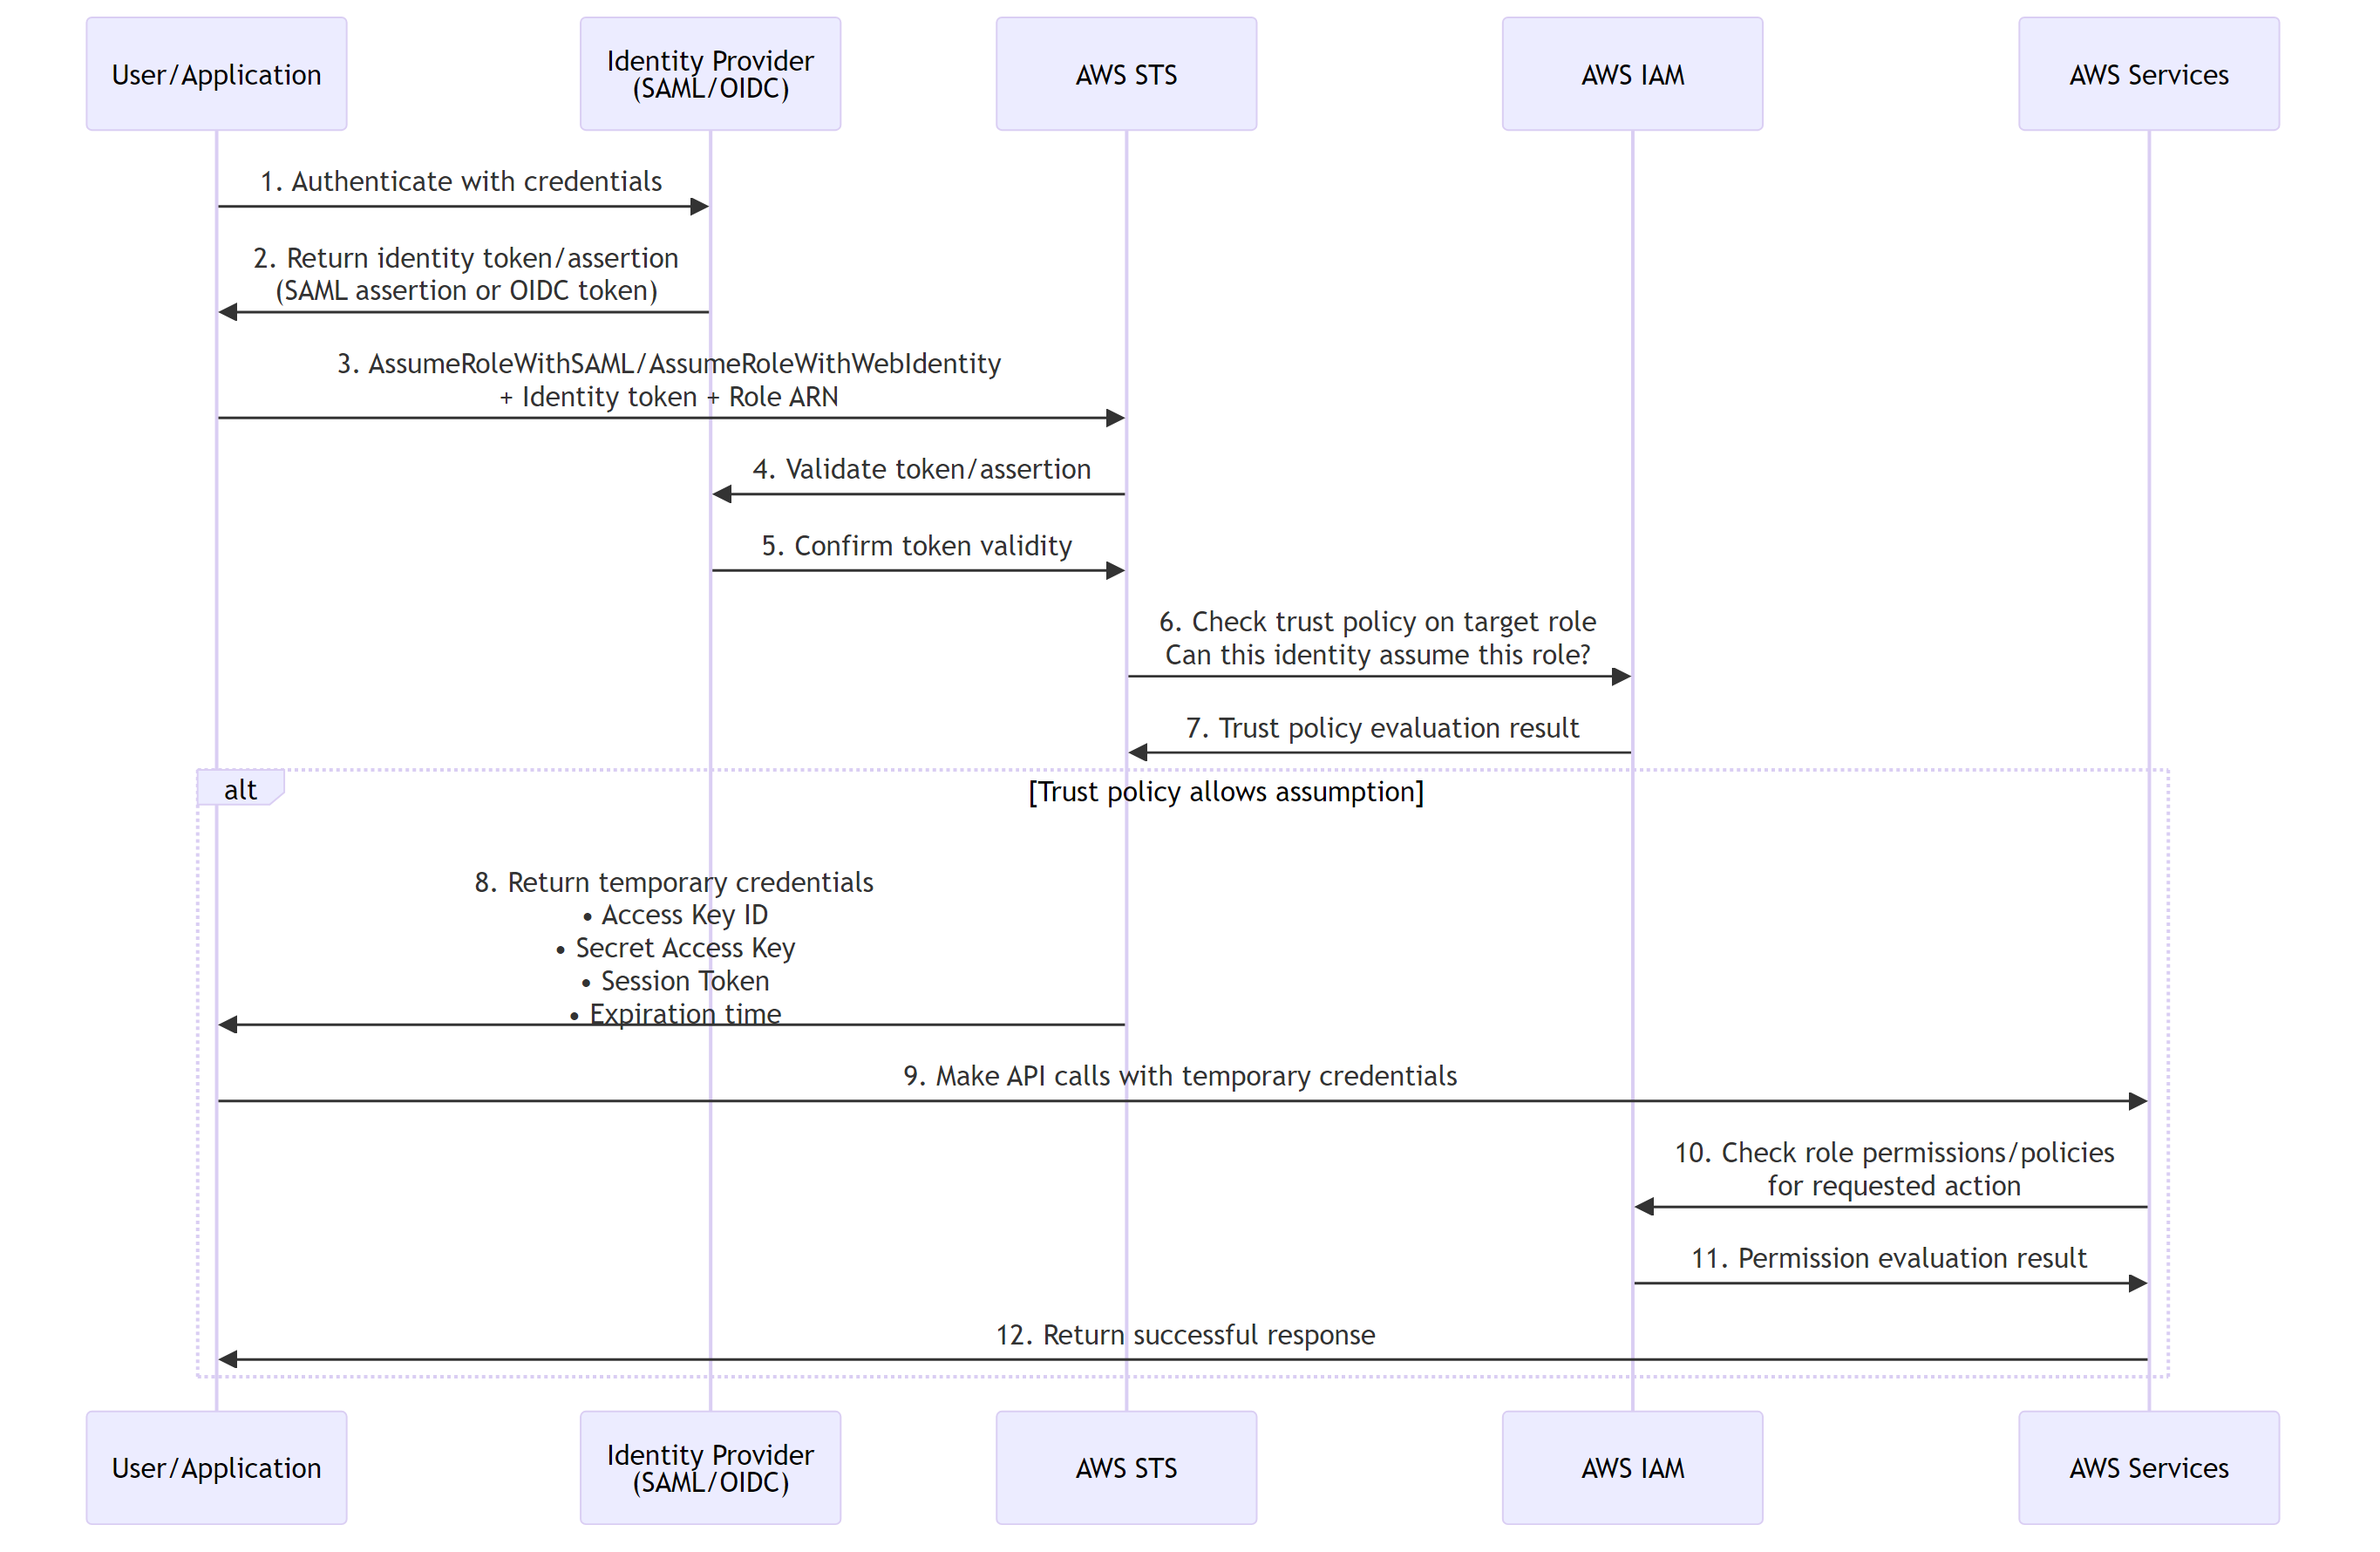 User/Application
Identity Provider
(SAML/OIDC)
AWS STS
AWS IAM
AWS Services
1. Authenticate with credentials
2. Return identity token/assertion
(SAML assertion or OIDC token)
3. AssumeRoleWithSAML/AssumeRoleWithWebIdentity
+ Identity token + Role ARN
4. Validate token/assertion
5. Confirm token validity
6. Check trust policy on target role
Can this identity assume this role?
7. Trust policy evaluation result
alt
[Trust policy allows assumption]
8. Return temporary credentials
• Access Key ID
• Secret Access Key
• Session Token
• Expiration time
9. Make API calls with temporary credentials
10. Check role permissions/policies
for requested action
11. Permission evaluation result
12. Return successful response
User/Application
Identity Provider
(SAML/OIDC)
AWS STS
AWS IAM
AWS Services